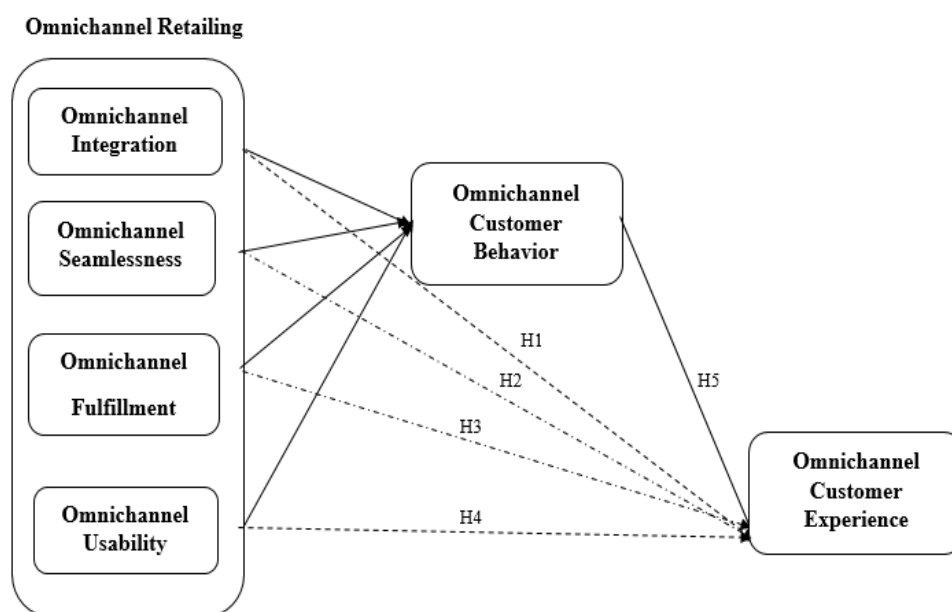 Omnichannel Retailing
Omnichannel
Integration
Omnichannel
Seamlessness
Omnichannel
Fulfillment
Omnichannel
Usability
Omnichannel
Customer
Behavior
H1
H2
H3
H4
H5
Omnichannel
Customer
Experience